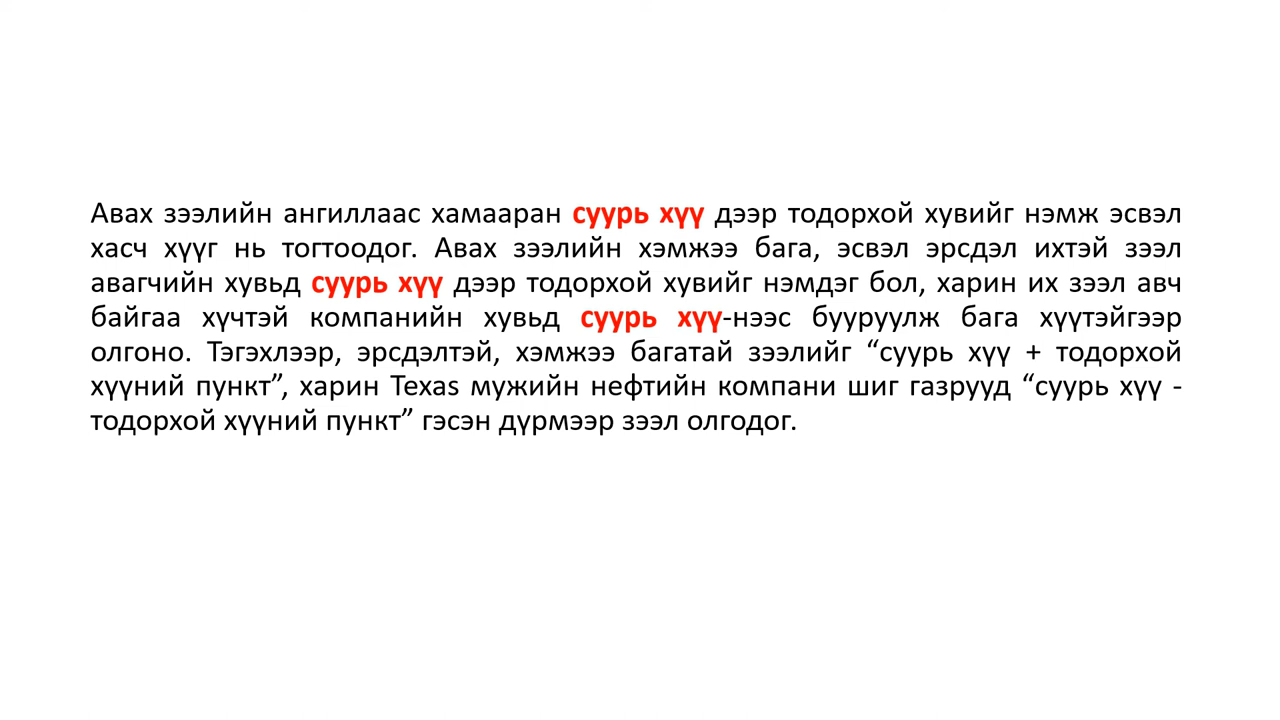 Авах зээлийн ангиллаас хамааран суурь хүү дээр тодорхой хувийг нэмж эсвэл
хасч хүүг нь тогтоодог. Авах зээлийн хэмжээ бага, эсвэл эрсдэл ихтэй зээл
авагчийн хувьд суурь хүү дээр тодорхой хувийг нэмдэг бол, харин их зээл авч
байгаа хүчтэй компанийн хувьд суурь хүү-нээс бууруулж бага хүүтэйгээр
олгоно. Тэгэхлээр, эрсдэлтэй, хэмжээ багатай зээлийг “суурь хүү + тодорхой
хүүний пункт”, харин Texas мужийн нефтийн компани шиг газрууд “суурь хүү -
тодорхой хүүний пункт” гэсэн дүрмээр зээл олгодог.